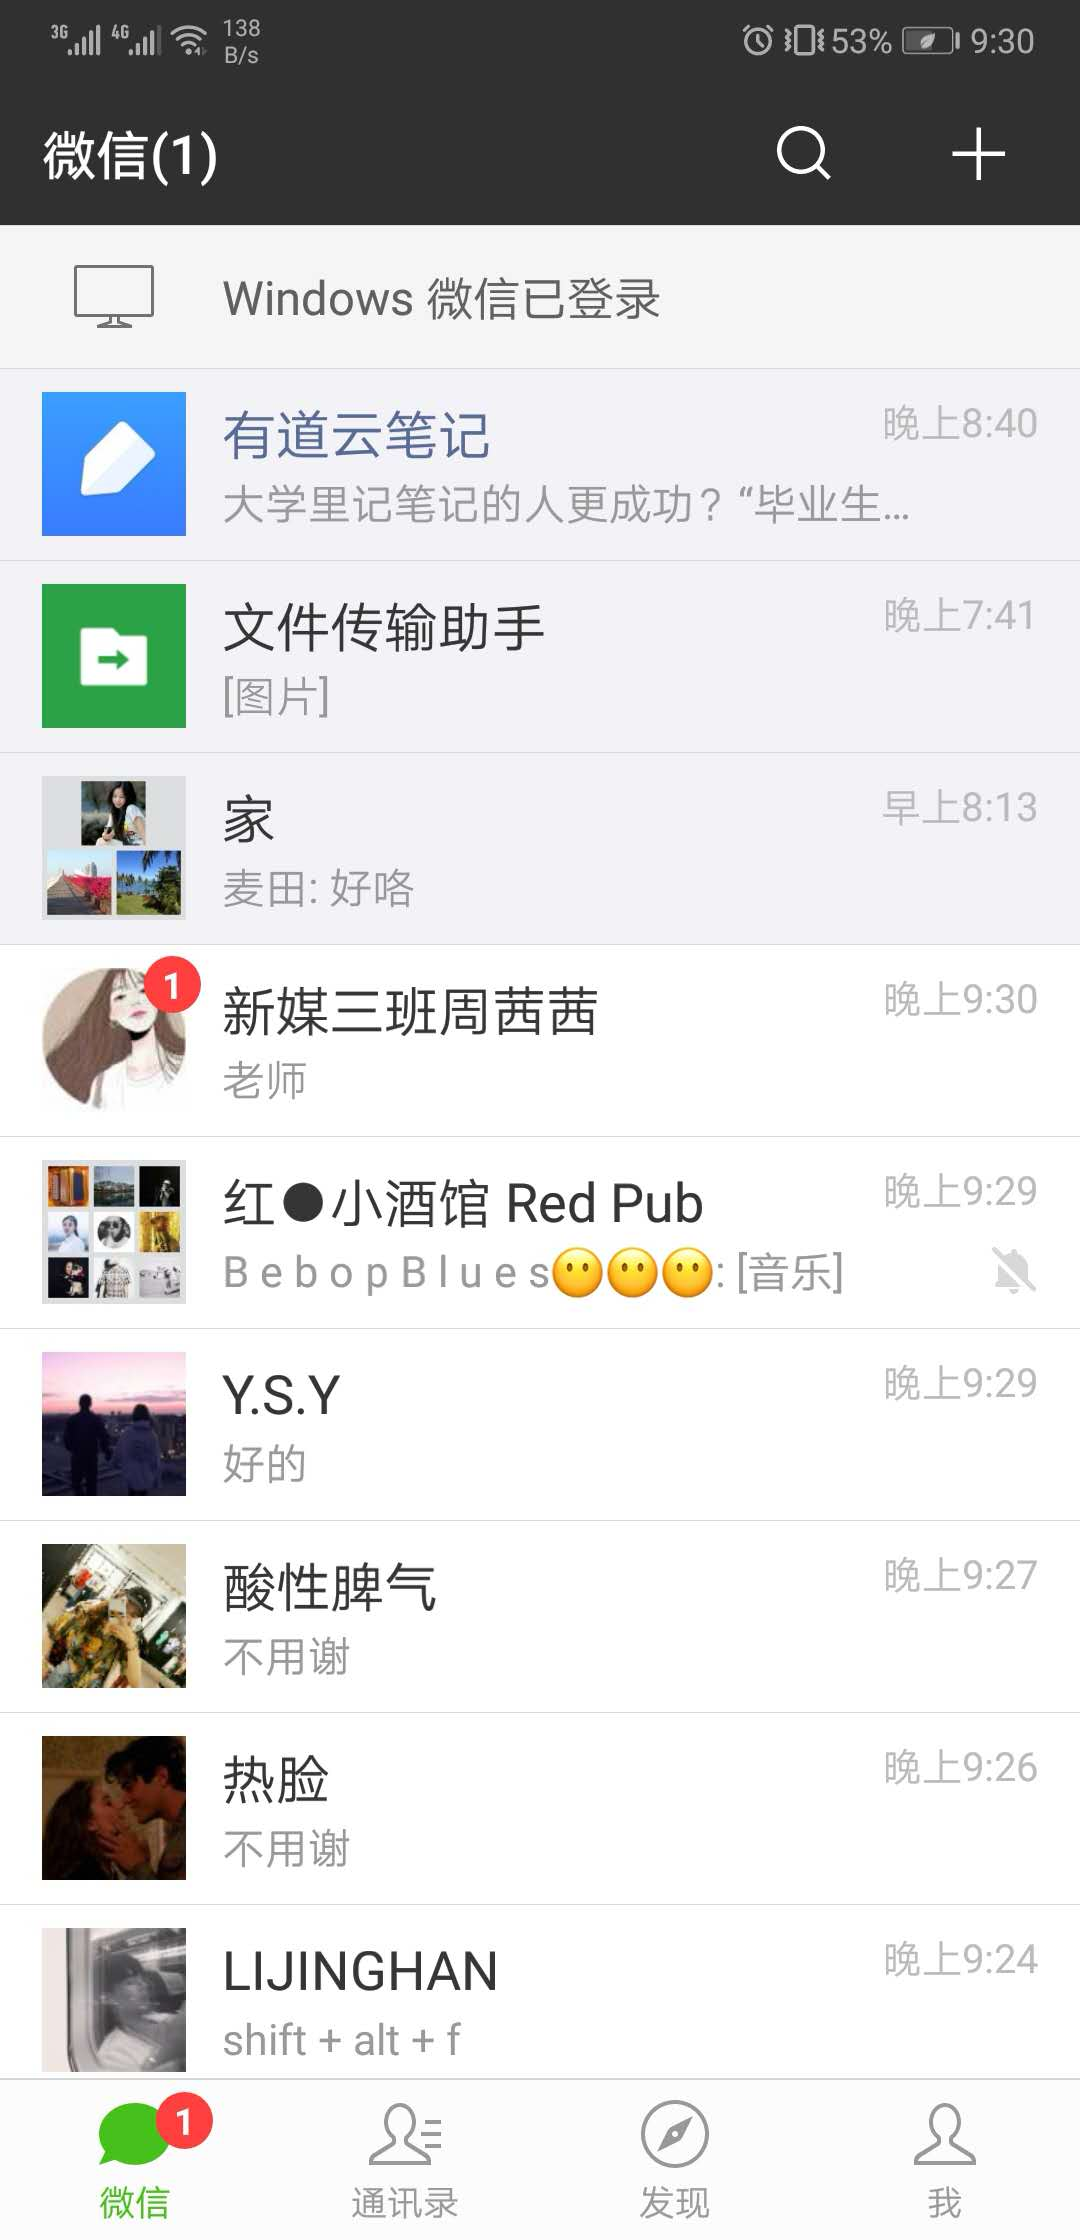 3G 4G 138 B/s 53% 9:30
微信(1)
Windows 微信已登录
有道云笔记 晚上8:40
大学里记笔记的人更成功？“毕业生...
文件传输助手 晚上7:41
[图片]
家 早上8:13
麦田: 好咯
1
新媒三班周茜茜 晚上9:30
老师
红●小酒馆 Red Pub 晚上9:29
B e b o p B l u e s😶😶😶: [音乐]
Y.S.Y 晚上9:29
好的
酸性脾气 晚上9:27
不用谢
热脸 晚上9:26
不用谢
LIJINGHAN 晚上9:24
shift + alt + f
1
微信 通讯录 发现 我